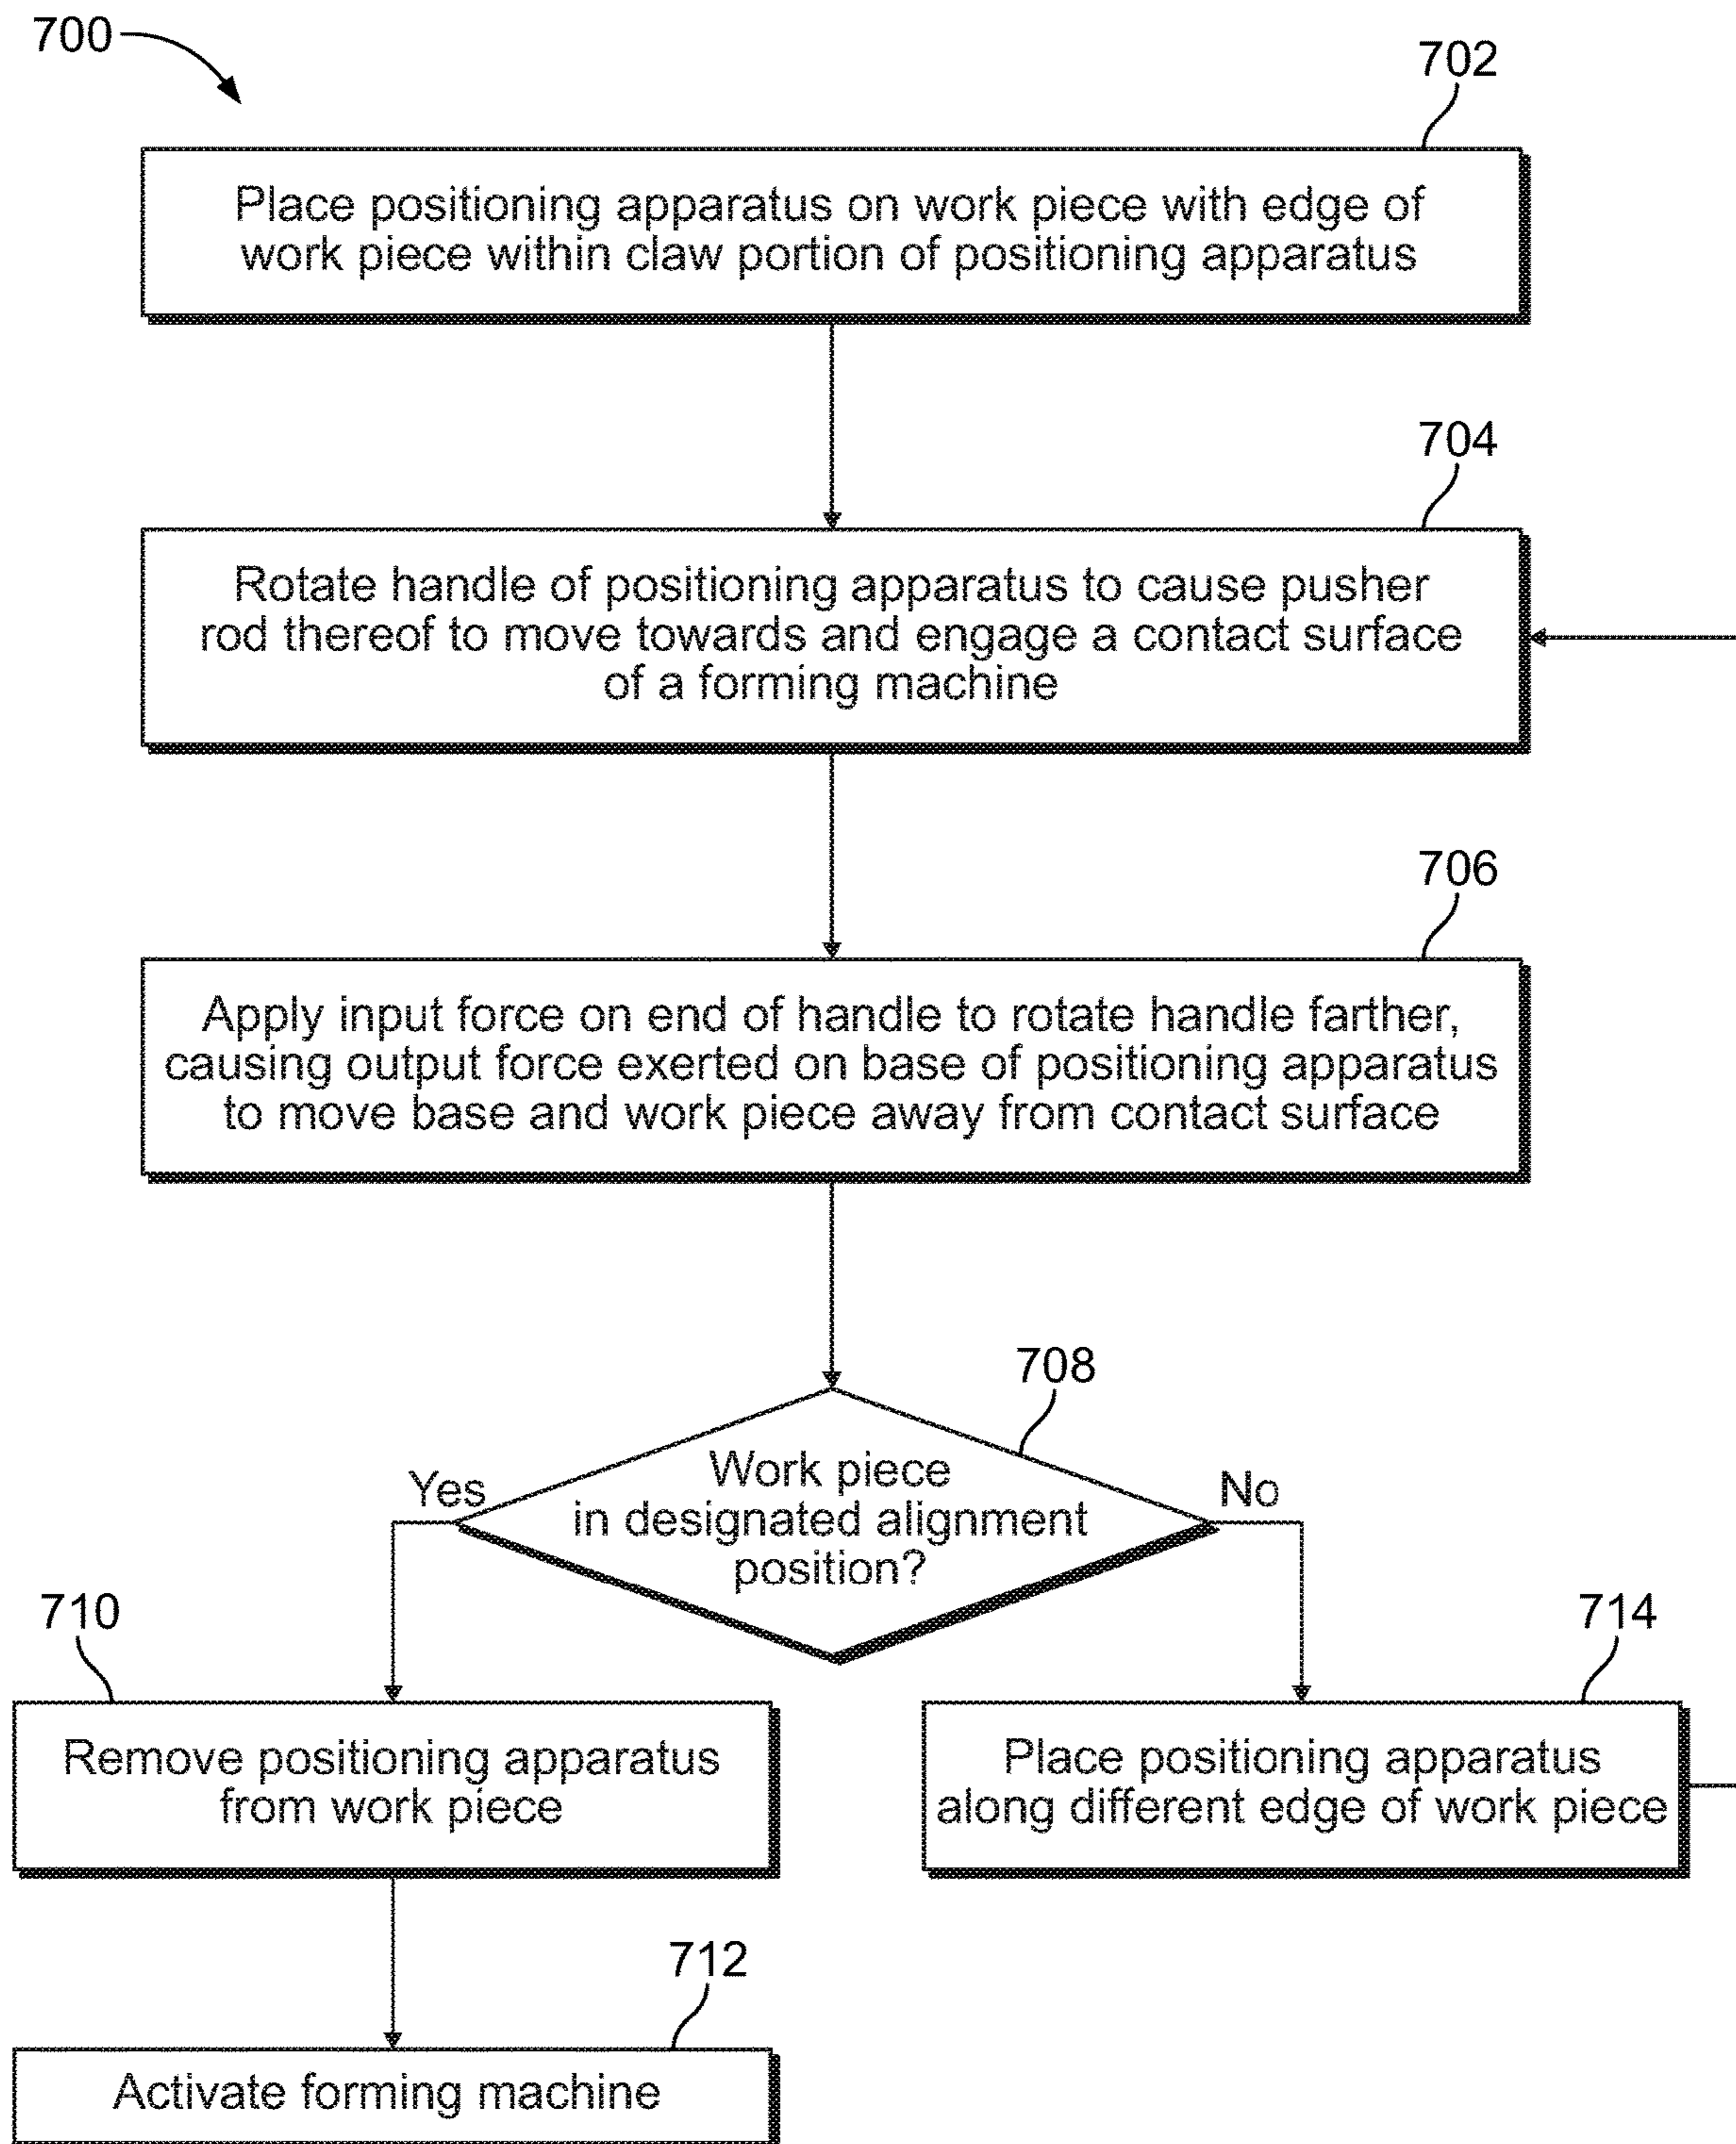 700
702
Place positioning apparatus on work piece with edge of
work piece within claw portion of positioning apparatus
704
Rotate handle of positioning apparatus to cause pusher
rod thereof to move towards and engage a contact surface
of a forming machine
706
Apply input force on end of handle to rotate handle farther,
causing output force exerted on base of positioning apparatus
to move base and work piece away from contact surface
708
Work piece
in designated alignment
position?
Yes
No
710
Remove positioning apparatus
from work piece
714
Place positioning apparatus
along different edge of work piece
712
Activate forming machine